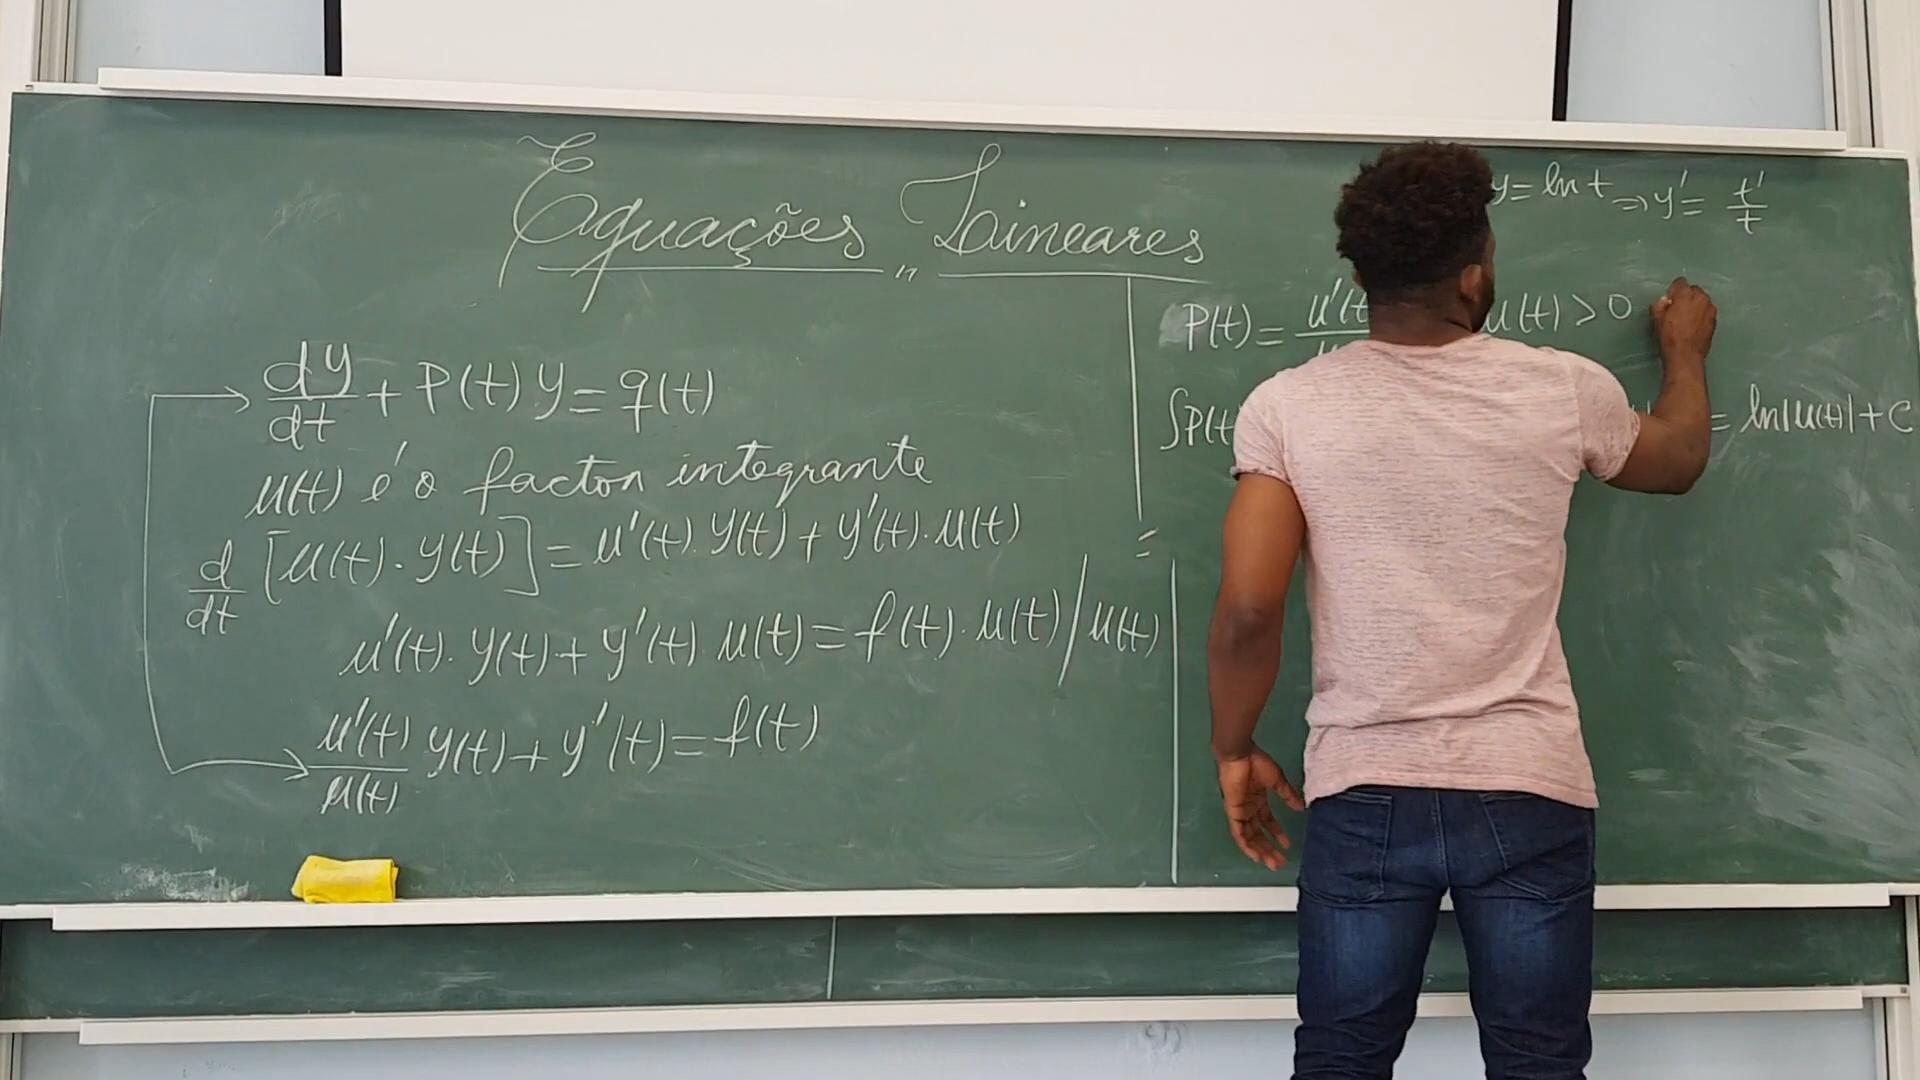 Equações Lineares
dy/dt + P(t) y = q(t)
μ(t) é o factor integrante
d/dt [μ(t) . y(t)] = μ'(t) . y(t) + y'(t) . μ(t)
μ'(t) . y(t) + y'(t) μ(t) = f(t) . μ(t) / μ(t)
μ'(t)/μ(t) y(t) + y'(t) = f(t)
y = ln t ⇒ y' = t'/t
P(t) = μ'(t μ(t) > 0
∫P(t = ln|μ(t)| + C